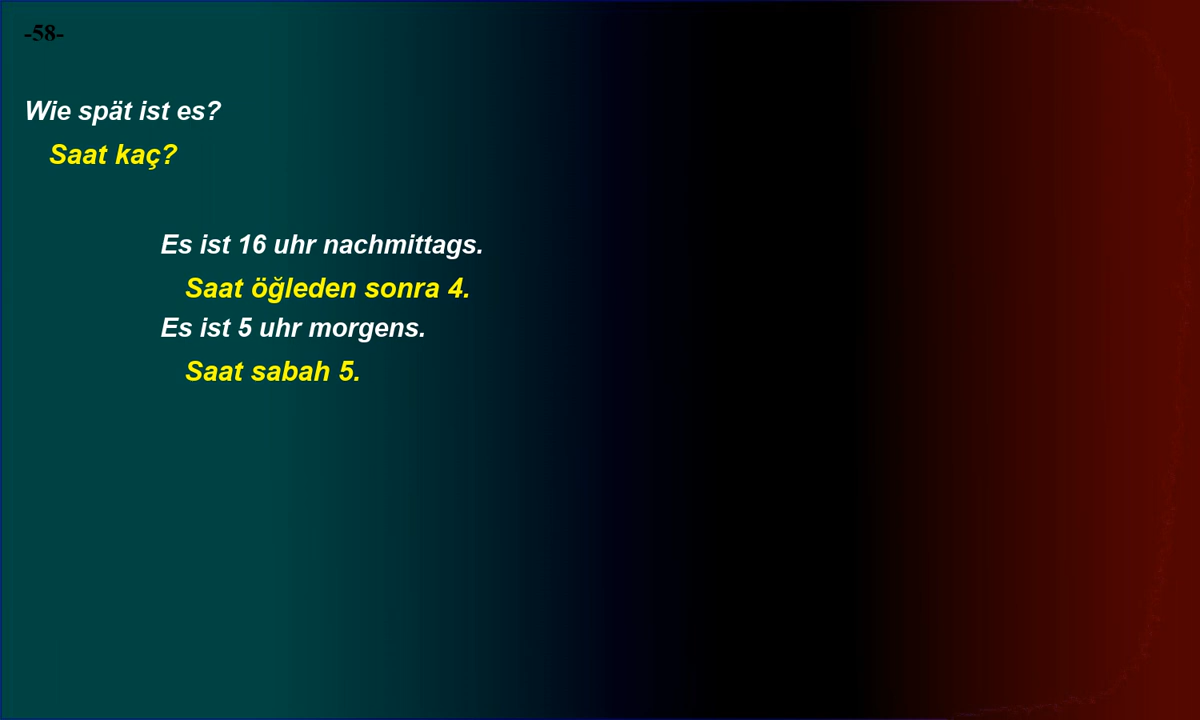 -58-
Wie spät ist es?
Saat kaç?
Es ist 16 uhr nachmittags.
Saat öğleden sonra 4.
Es ist 5 uhr morgens.
Saat sabah 5.